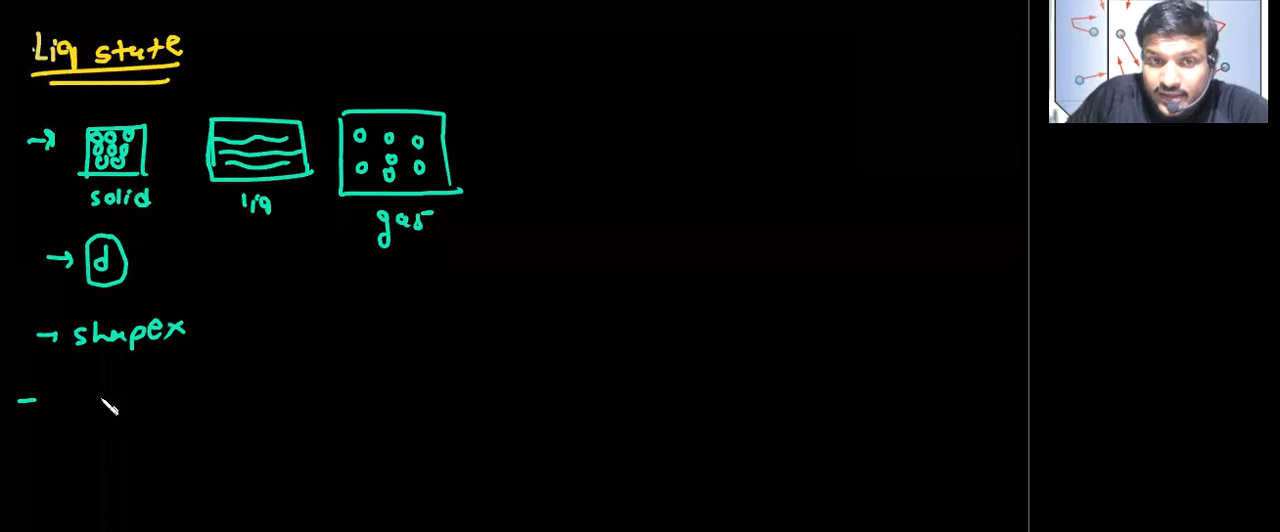 Liq state
→ solid liq gas
→ d
→ shapex
-